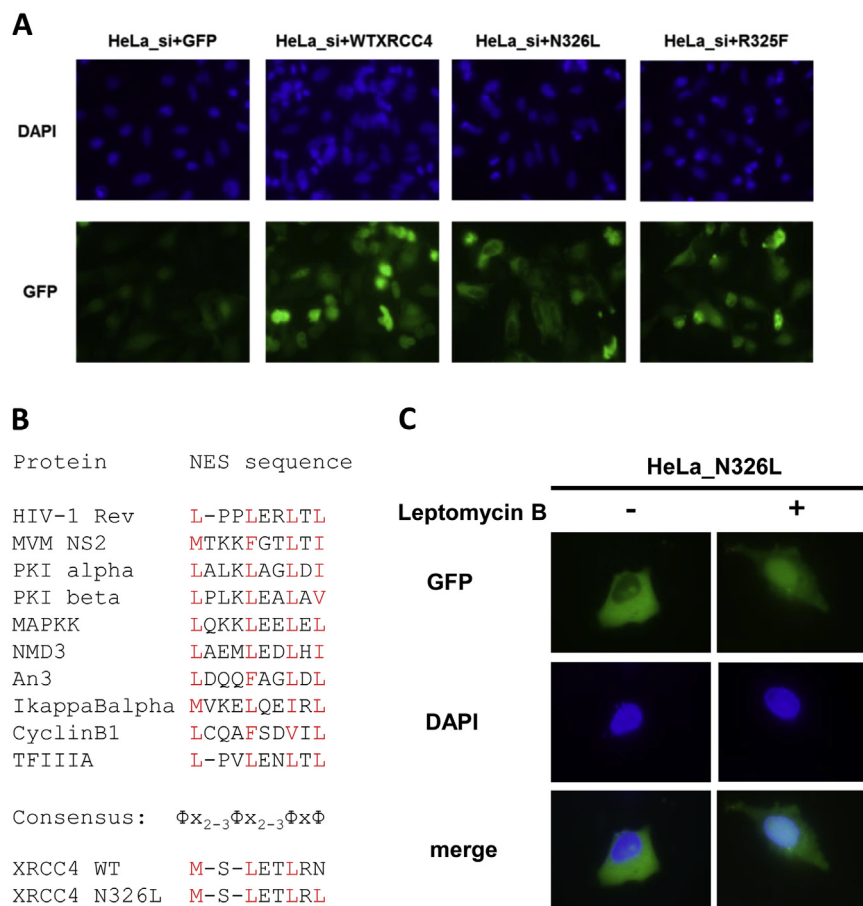 A
HeLa_si+GFP HeLa_si+WTXRCC4 HeLa_si+N326L HeLa_si+R325F
DAPI
GFP
B
Protein NES sequence
HIV-1 Rev L-PPLERLTL
MVM NS2 MTKKFGTLTI
PKI alpha LALKLAGLDI
PKI beta LPLKLEALAV
MAPKK LQKKLEELEL
NMD3 LAEMLEDLHI
An3 LDQQFAGLDL
IkappaBalpha MVKELQEIRL
CyclinB1 LCQAFSDVIL
TFIIIA L-PVLENLTL
Consensus: Φx2-3Φx2-3ΦxΦ
XRCC4 WT M-S-LETLRN
XRCC4 N326L M-S-LETLRL
C
HeLa_N326L
Leptomycin B - +
GFP
DAPI
merge